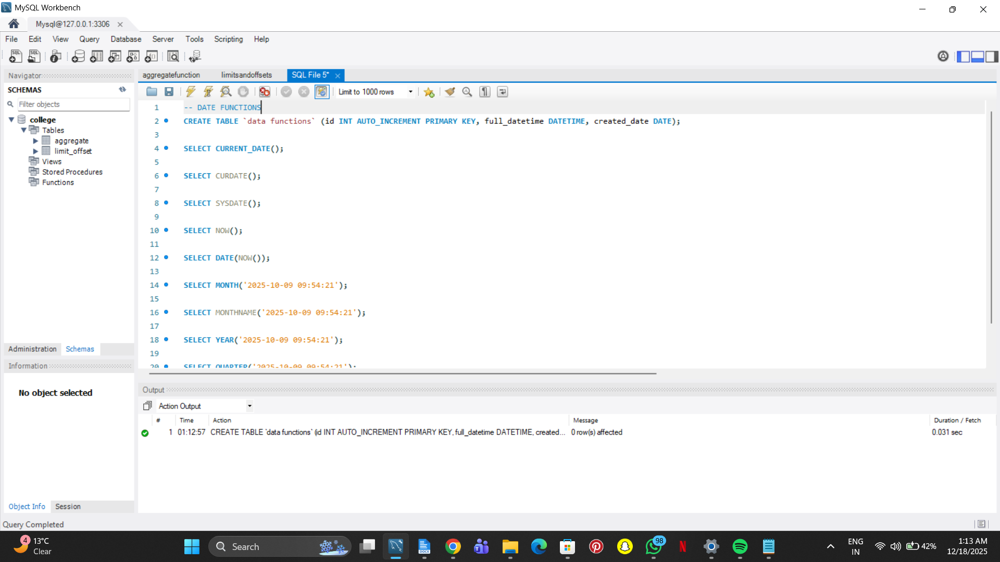 MySQL Workbench
Mysql@127.0.0.1:3306
File Edit View Query Database Server Tools Scripting Help
Navigator
SCHEMAS
Filter objects
college
Tables
aggregate
limit_offset
Views
Stored Procedures
Functions
Administration Schemas
Information
No object selected
Object Info Session
aggregatefunction limitsandoffsets SQL File 5*
Limit to 1000 rows
1 -- DATE FUNCTIONS
2 CREATE TABLE `data functions` (id INT AUTO_INCREMENT PRIMARY KEY, full_datetime DATETIME, created_date DATE);
3
4 SELECT CURRENT_DATE();
5
6 SELECT CURDATE();
7
8 SELECT SYSDATE();
9
10 SELECT NOW();
11
12 SELECT DATE(NOW());
13
14 SELECT MONTH('2025-10-09 09:54:21');
15
16 SELECT MONTHNAME('2025-10-09 09:54:21');
17
18 SELECT YEAR('2025-10-09 09:54:21');
19
20 SELECT QUARTER('2025-10-09 09:54:21');
Output
Action Output
# Time Action Message Duration / Fetch
1 01:12:57 CREATE TABLE `data functions` (id INT AUTO_INCREMENT PRIMARY KEY, full_datetime DATETIME, created... 0 row(s) affected 0.031 sec
Query Completed
4
13°C
Clear
Search
DOCX
98
ENG
IN
42%
1:13 AM
12/18/2025